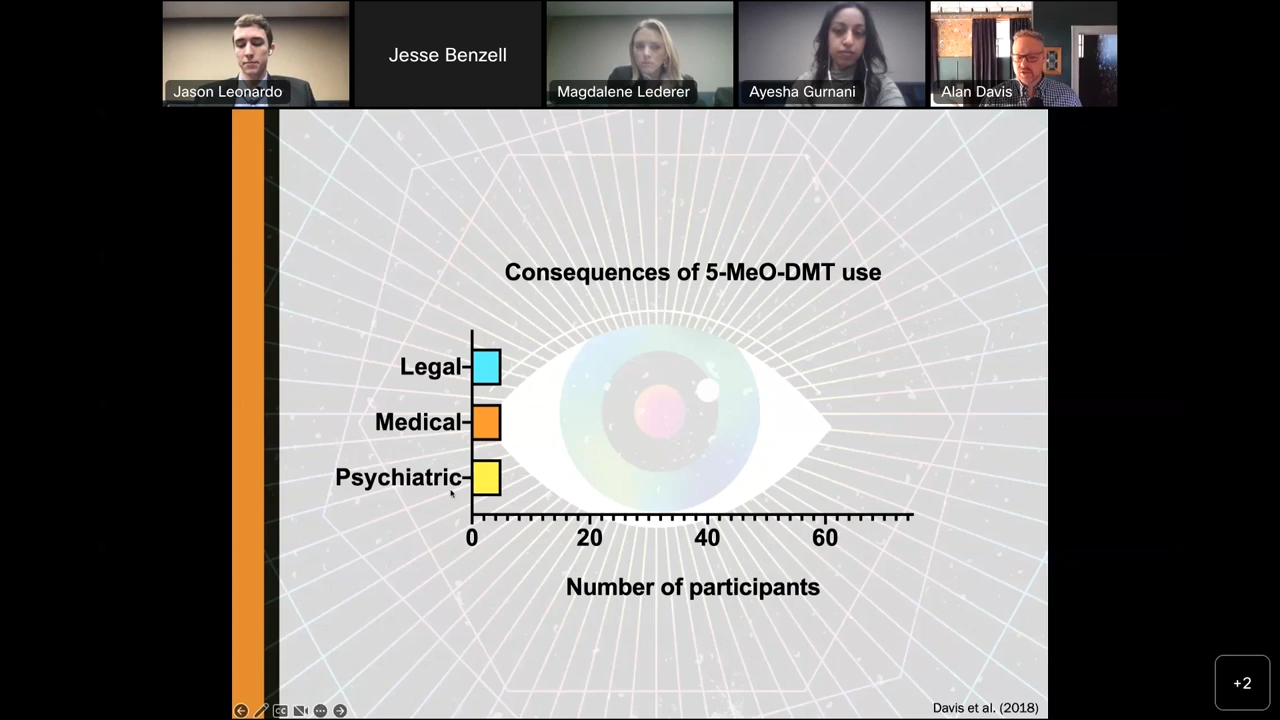 Jason Leonardo
Jesse Benzell
Magdalene Lederer
Ayesha Gurnani
Alan Davis
Consequences of 5-MeO-DMT use
Legal
Medical
Psychiatric
0 20 40 60
Number of participants
+2
CC
Davis et al. (2018)